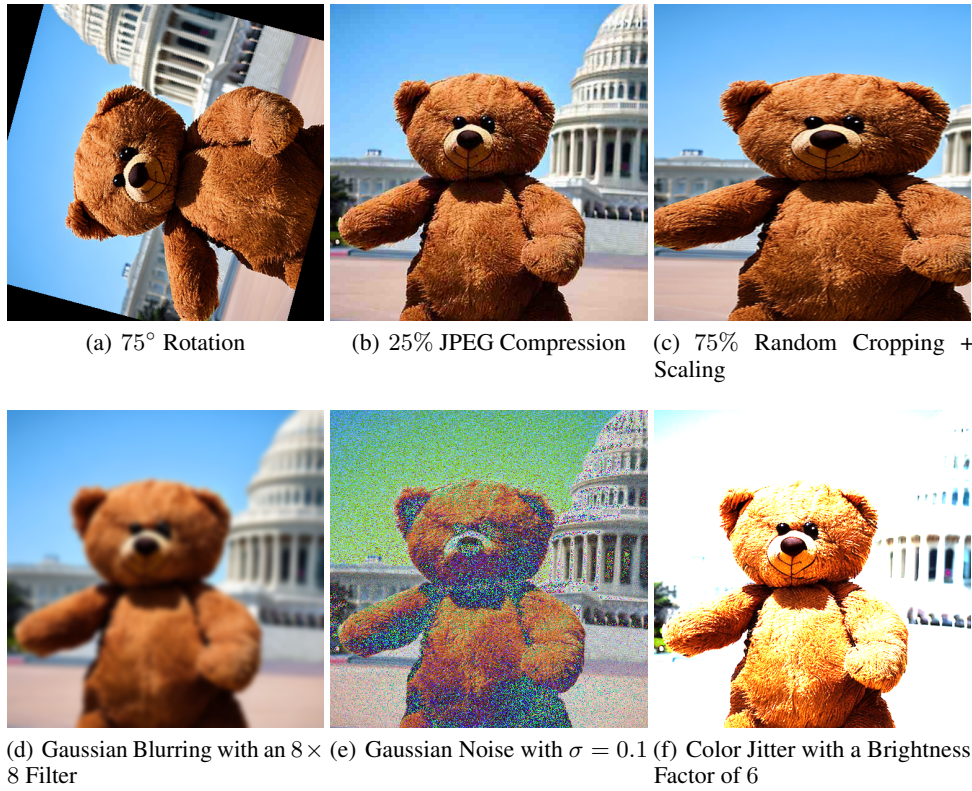 (a) 75° Rotation
(b) 25% JPEG Compression
(c) 75% Random Cropping +
Scaling
(d) Gaussian Blurring with an 8 ×
8 Filter
(e) Gaussian Noise with σ = 0.1
(f) Color Jitter with a Brightness
Factor of 6